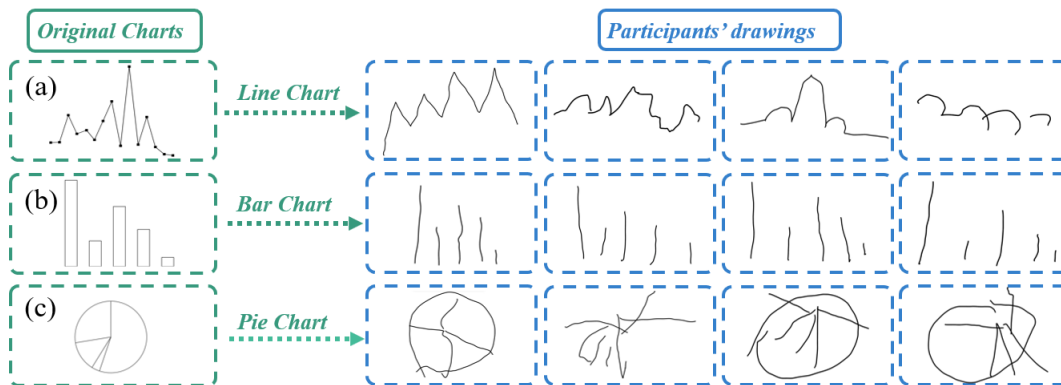 Original Charts
Participants' drawings
(a)
Line Chart
(b)
Bar Chart
(c)
Pie Chart